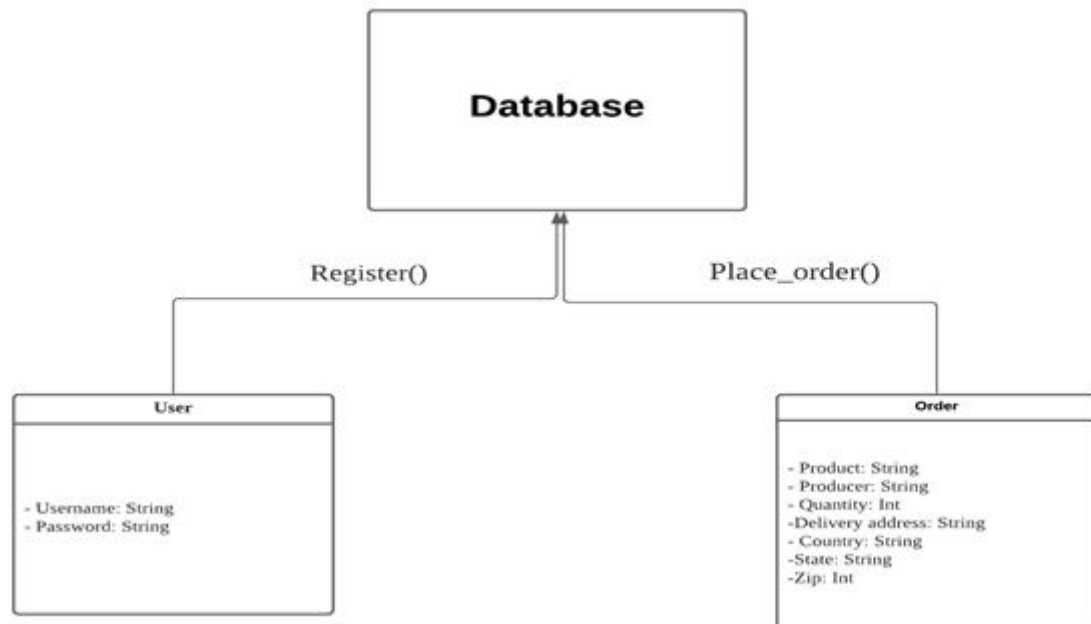 Database
Register()
Place_order()
User
- Username: String
- Password: String
Order
- Product: String
- Producer: String
- Quantity: Int
-Delivery address: String
- Country: String
-State: String
-Zip: Int